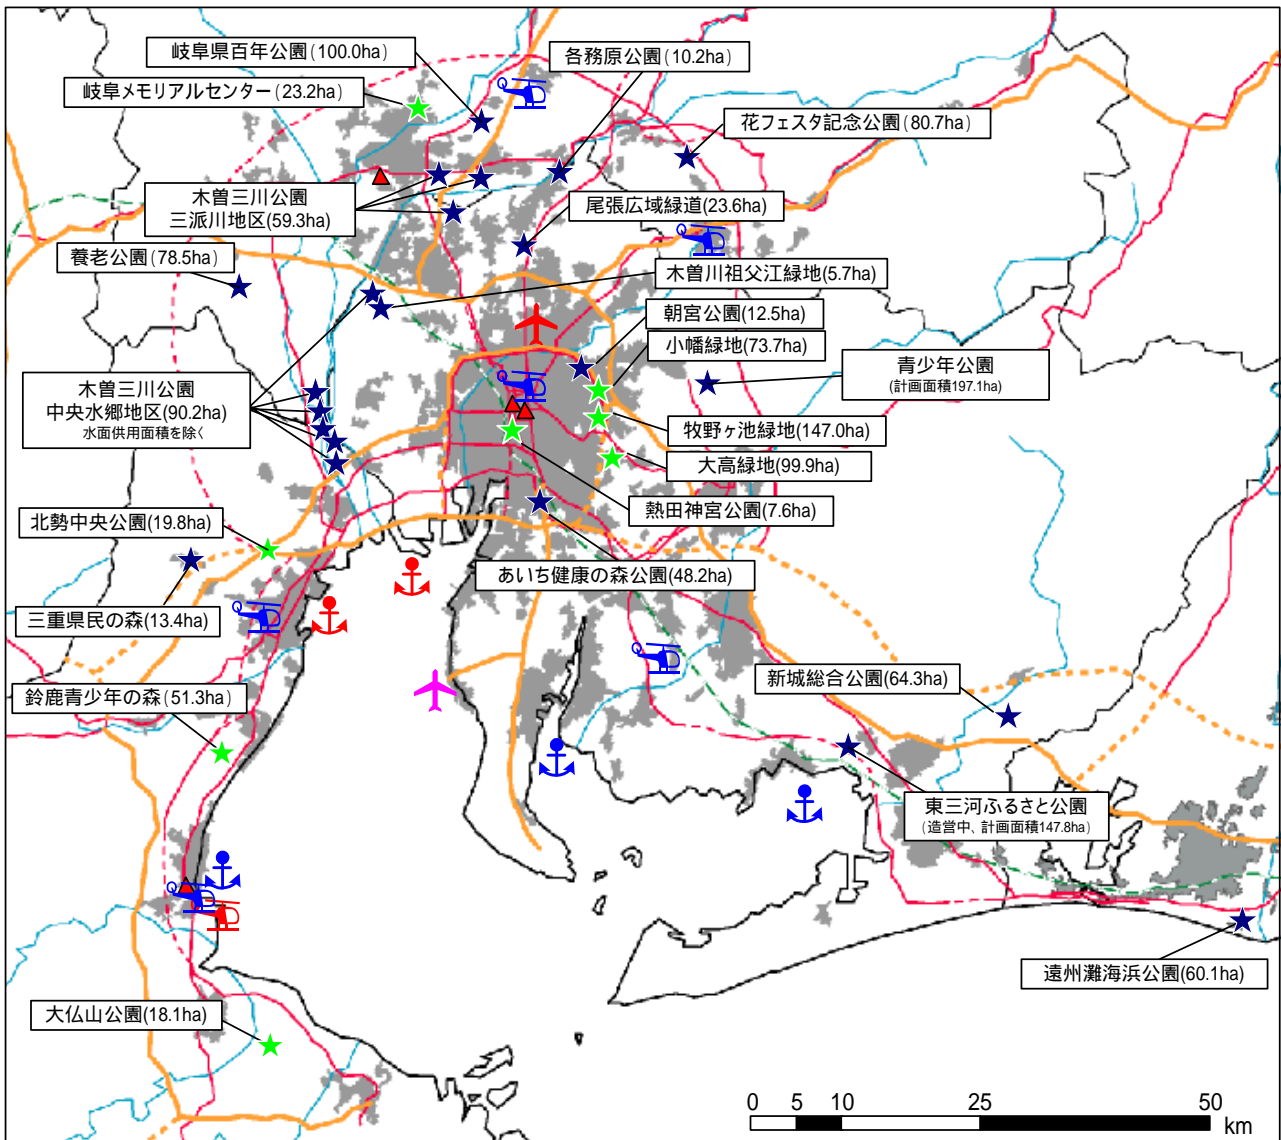 岐阜県百年公園(100.0ha)
各務原公園(10.2ha)
岐阜メモリアルセンター(23.2ha)
花フェスタ記念公園(80.7ha)
木曽三川公園
三派川地区(59.3ha)
尾張広域緑道(23.6ha)
養老公園(78.5ha)
木曽川祖父江緑地(5.7ha)
朝宮公園(12.5ha)
小幡緑地(73.7ha)
青少年公園
(計画面積197.1ha)
木曽三川公園
中央水郷地区(90.2ha)
水面供用面積を除く
牧野ヶ池緑地(147.0ha)
大高緑地(99.9ha)
熱田神宮公園(7.6ha)
北勢中央公園(19.8ha)
あいち健康の森公園(48.2ha)
三重県民の森(13.4ha)
新城総合公園(64.3ha)
鈴鹿青少年の森(51.3ha)
東三河ふるさと公園
(造営中、計画面積147.8ha)
遠州灘海浜公園(60.1ha)
大仏山公園(18.1ha)
0 5 10 25 50
km